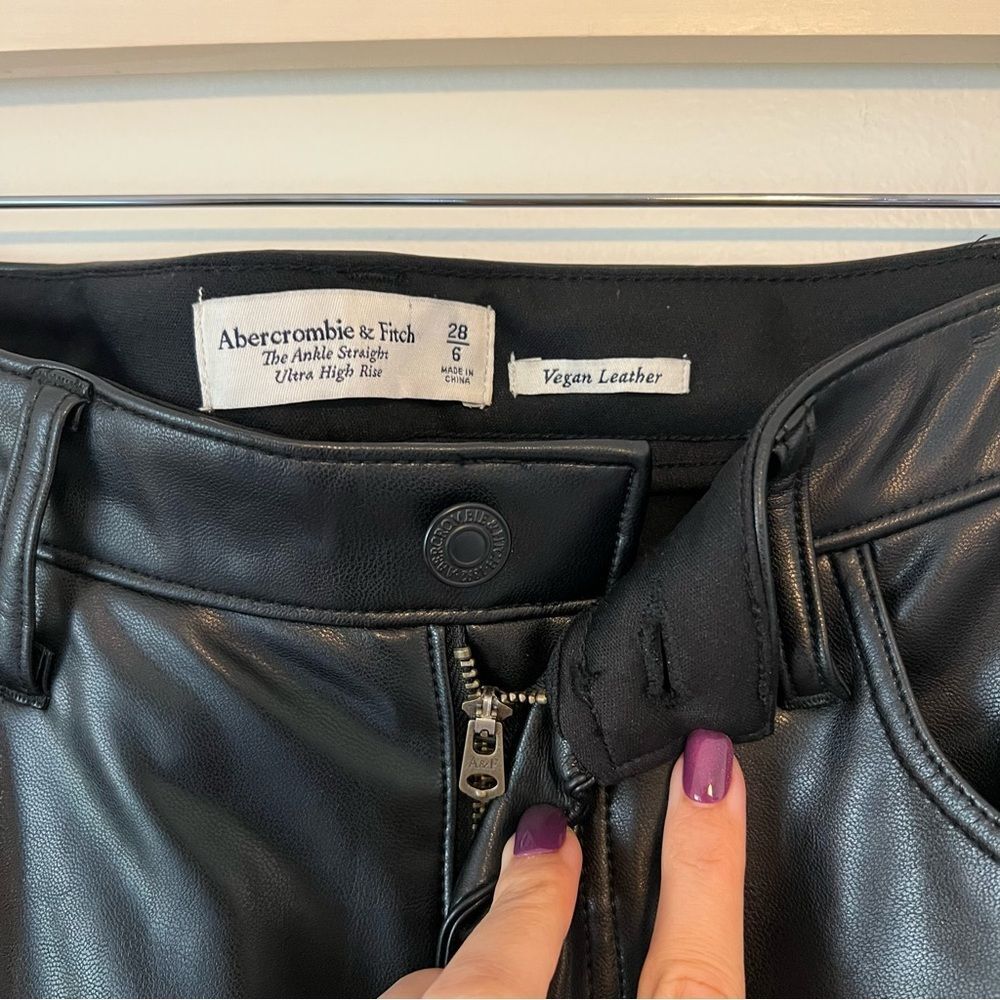 Abercrombie & Fitch
The Ankle Straight
Ultra High Rise
28
6
MADE IN
CHINA
Vegan Leather
A&F